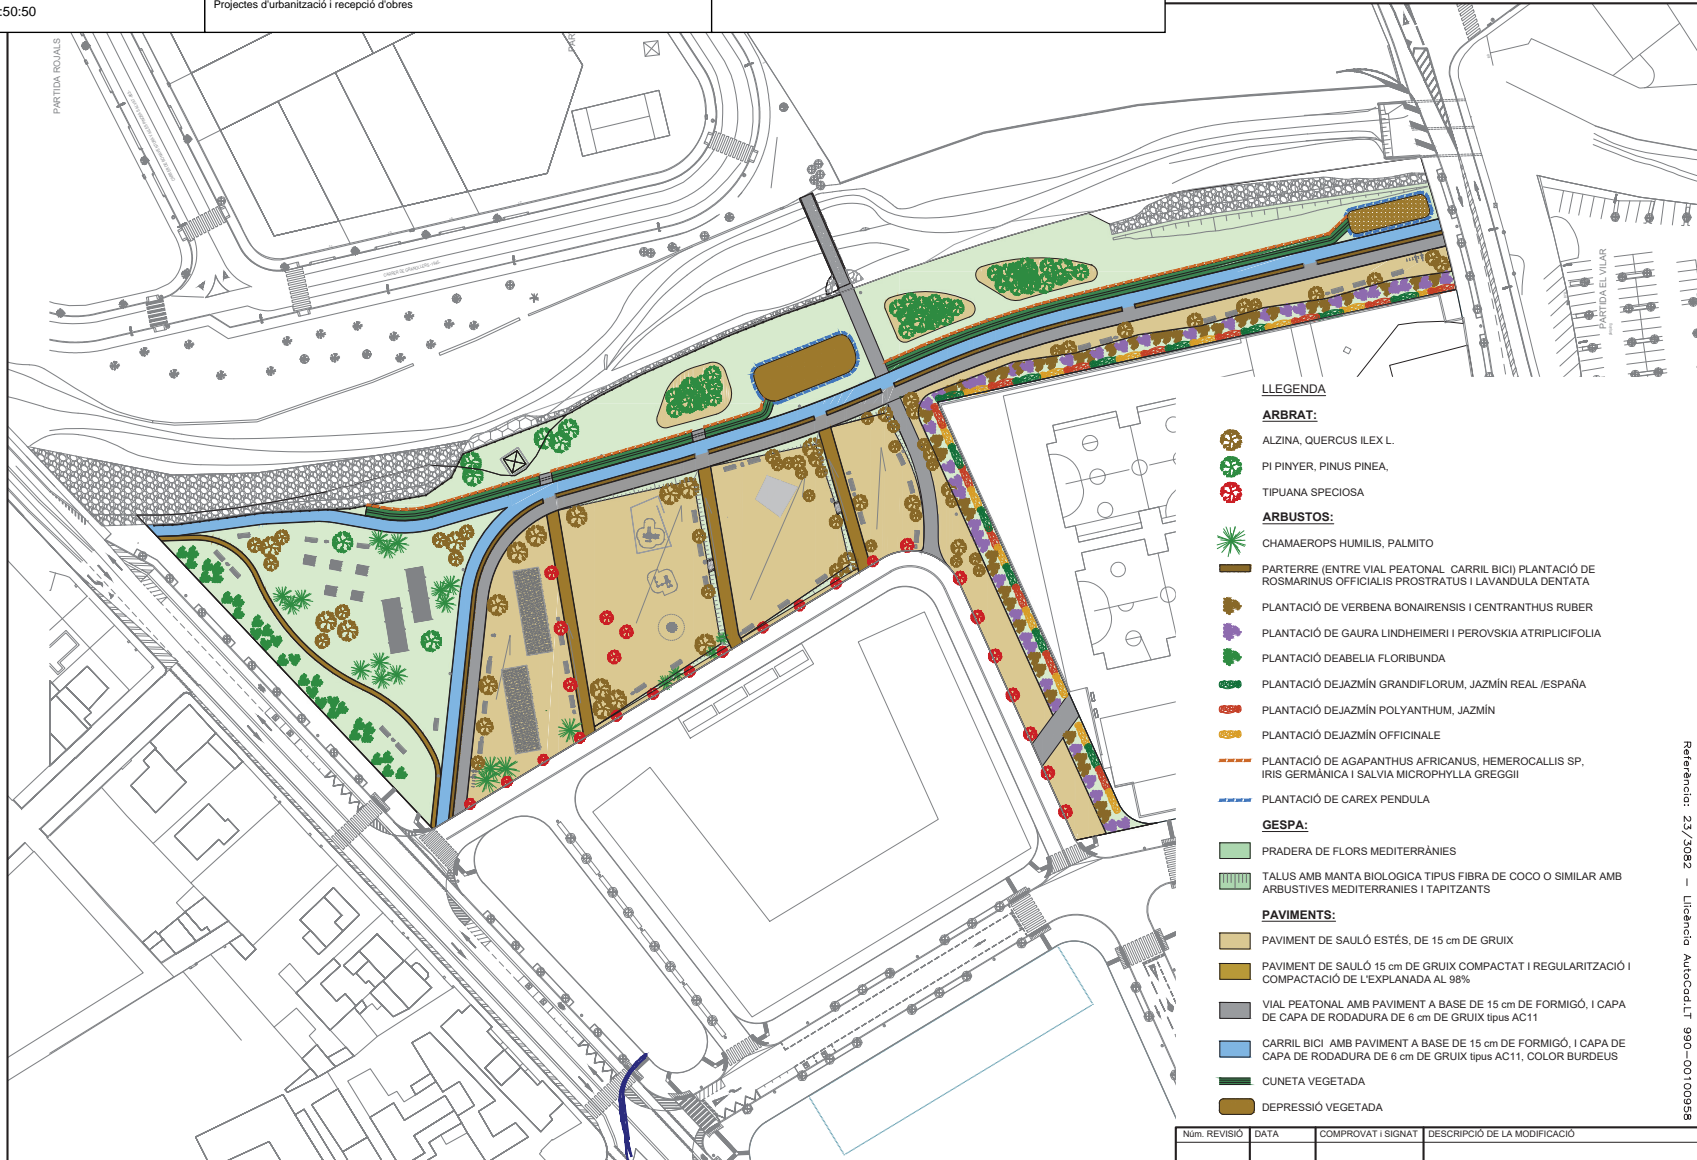 :50:50
Projectes d'urbanització i recepció d'obres
PARTIDA ROJALS
PARTIDA EL VILAR
LLEGENDA
ARBRAT:
ALZINA, QUERCUS ILEX L.
PI PINYER, PINUS PINEA,
TIPUANA SPECIOSA
ARBUSTOS:
CHAMAEROPS HUMILIS, PALMITO
PARTERRE (ENTRE VIAL PEATONAL CARRIL BICI) PLANTACIÓ DE
ROSMARINUS OFFICIALIS PROSTRATUS I LAVANDULA DENTATA
PLANTACIÓ DE VERBENA BONAIRENSIS I CENTRANTHUS RUBER
PLANTACIÓ DE GAURA LINDHEIMERI I PEROVSKIA ATRIPLICIFOLIA
PLANTACIÓ DEABELIA FLORIBUNDA
PLANTACIÓ DEJAZMÍN GRANDIFLORUM, JAZMÍN REAL /ESPAÑA
PLANTACIÓ DEJAZMÍN POLYANTHUM, JAZMÍN
PLANTACIÓ DEJAZMÍN OFFICINALE
PLANTACIÓ DE AGAPANTHUS AFRICANUS, HEMEROCALLIS SP,
IRIS GERMÀNICA I SALVIA MICROPHYLLA GREGGII
PLANTACIÓ DE CAREX PENDULA
GESPA:
PRADERA DE FLORS MEDITERRÀNIES
TALUS AMB MANTA BIOLOGICA TIPUS FIBRA DE COCO O SIMILAR AMB
ARBUSTIVES MEDITERRANIES I TAPITZANTS
PAVIMENTS:
PAVIMENT DE SAULÓ ESTÈS, DE 15 cm DE GRUIX
PAVIMENT DE SAULÓ 15 cm DE GRUIX COMPACTAT I REGULARITZACIÓ I
COMPACTACIÓ DE L'EXPLANADA AL 98%
VIAL PEATONAL AMB PAVIMENT A BASE DE 15 cm DE FORMIGÓ, I CAPA
DE CAPA DE RODADURA DE 6 cm DE GRUIX tipus AC11
CARRIL BICI AMB PAVIMENT A BASE DE 15 cm DE FORMIGÓ, I CAPA DE
CAPA DE RODADURA DE 6 cm DE GRUIX tipus AC11, COLOR BURDEUS
CUNETA VEGETADA
DEPRESSIÓ VEGETADA
Referència: 23/3082 - Llicència AutoCad.LT 990-00100958
Núm. REVISIÓ
DATA
COMPROVAT i SIGNAT
DESCRIPCIÓ DE LA MODIFICACIÓ